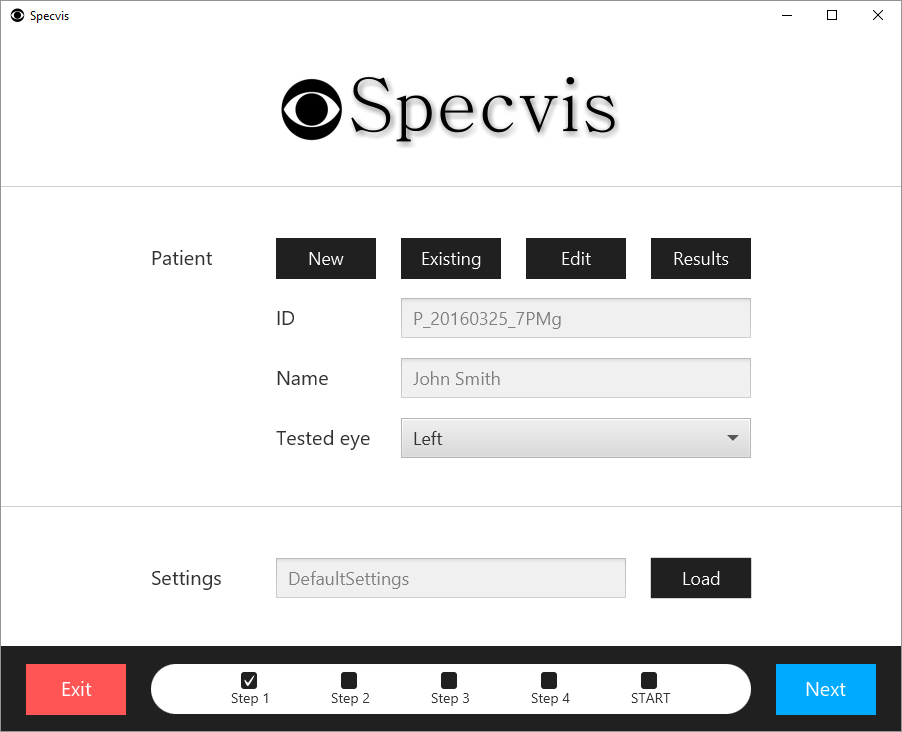 Specvis
Specvis
Patient New Existing Edit Results
ID P_20160325_7PMg
Name John Smith
Tested eye Left
Settings DefaultSettings Load
Exit Step 1 Step 2 Step 3 Step 4 START Next